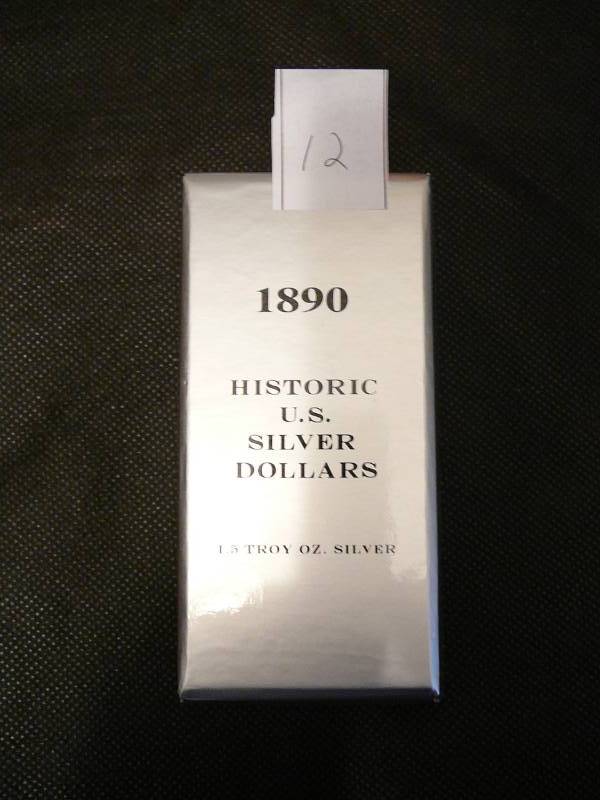 12
1890
HISTORIC
U.S.
SILVER
DOLLARS
1.5 TROY OZ. SILVER